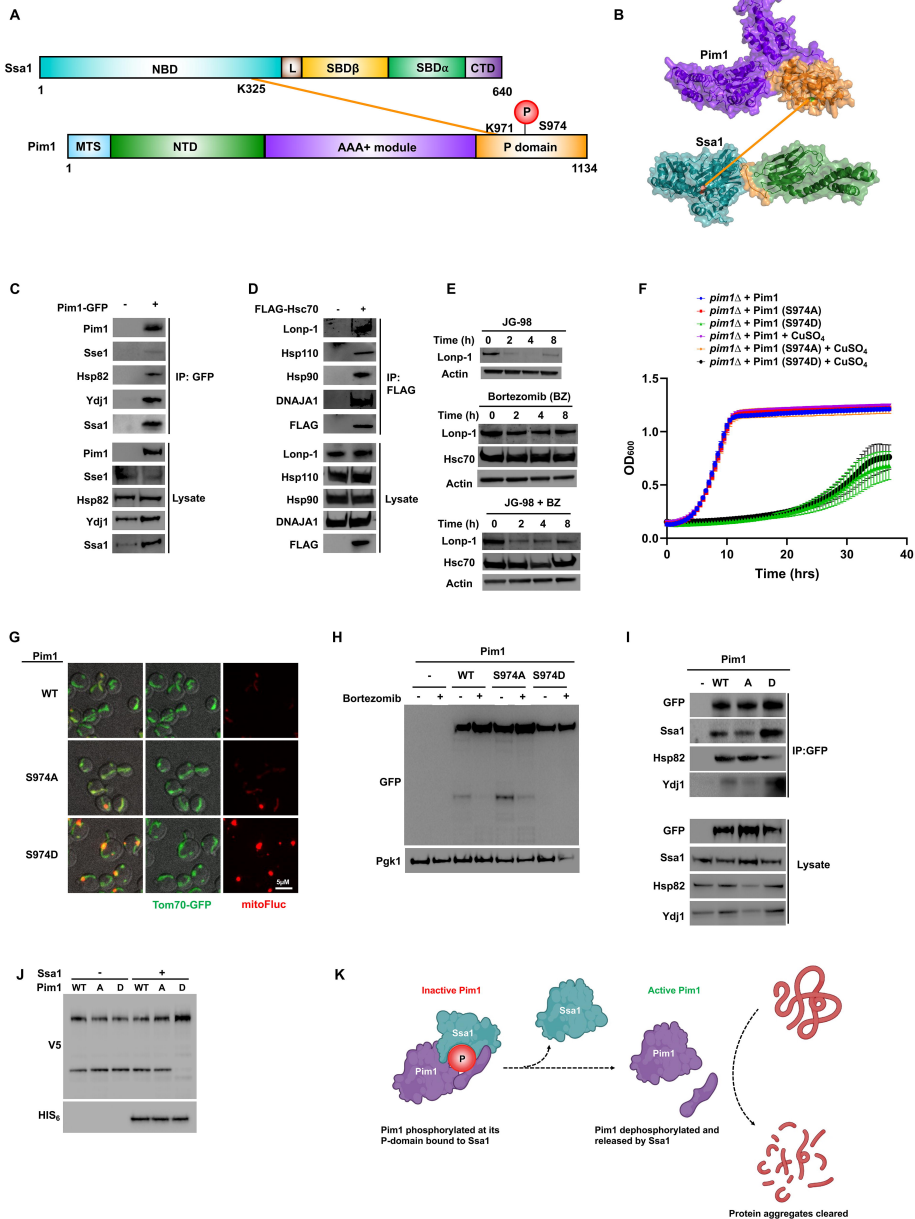 A
Ssa1
NBD
L
SBDβ
SBDα
CTD
1
K325
640
P
K971
S974
Pim1
MTS
NTD
AAA+ module
P domain
1
1134
B
Pim1
Ssa1
C
Pim1-GFP - +
Pim1
Sse1
Hsp82
Ydj1
Ssa1
IP: GFP
Pim1
Sse1
Hsp82
Ydj1
Ssa1
Lysate
D
FLAG-Hsc70 - +
Lonp-1
Hsp110
Hsp90
DNAJA1
FLAG
IP:
FLAG
Lonp-1
Hsp110
Hsp90
DNAJA1
FLAG
Lysate
E
JG-98
Time (h) 0 2 4 8
Lonp-1
Actin
Bortezomib (BZ)
Time (h) 0 2 4 8
Lonp-1
Hsc70
Actin
JG-98 + BZ
Time (h) 0 2 4 8
Lonp-1
Hsc70
Actin
F
pim1Δ + Pim1
pim1Δ + Pim1 (S974A)
pim1Δ + Pim1 (S974D)
pim1Δ + Pim1 + CuSO4
pim1Δ + Pim1 (S974A) + CuSO4
pim1Δ + Pim1 (S974D) + CuSO4
1.5
1.0
0.5
0.0
OD600
0 10 20 30 40
Time (hrs)
G
Pim1
WT
S974A
S974D
5μM
Tom70-GFP
mitoFluc
H
Pim1
- WT S974A S974D
Bortezomib - + - + - + - +
GFP
Pgk1
I
Pim1
- WT A D
GFP
Ssa1
Hsp82
Ydj1
IP:GFP
GFP
Ssa1
Hsp82
Ydj1
Lysate
J
Ssa1 - +
Pim1 WT A D WT A D
V5
HIS6
K
Inactive Pim1
Ssa1
P
Pim1
Pim1 phosphorylated at its
P-domain bound to Ssa1
Ssa1
Active Pim1
Pim1
Pim1 dephosphorylated and
released by Ssa1
Protein aggregates cleared